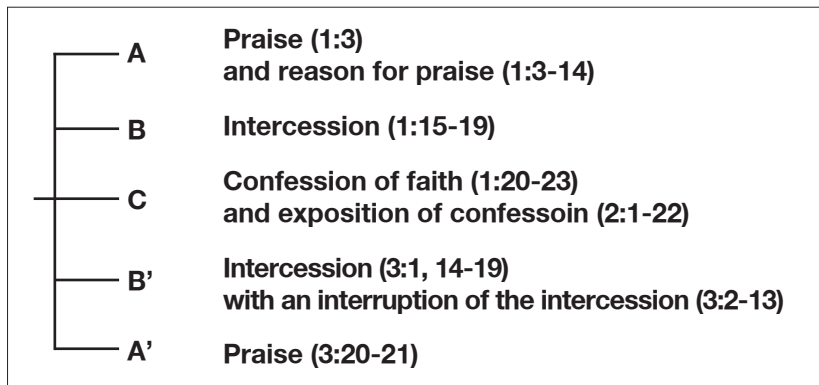 A Praise (1:3)
and reason for praise (1:3-14)
B Intercession (1:15-19)
C Confession of faith (1:20-23)
and exposition of confessoin (2:1-22)
B’ Intercession (3:1, 14-19)
with an interruption of the intercession (3:2-13)
A’ Praise (3:20-21)